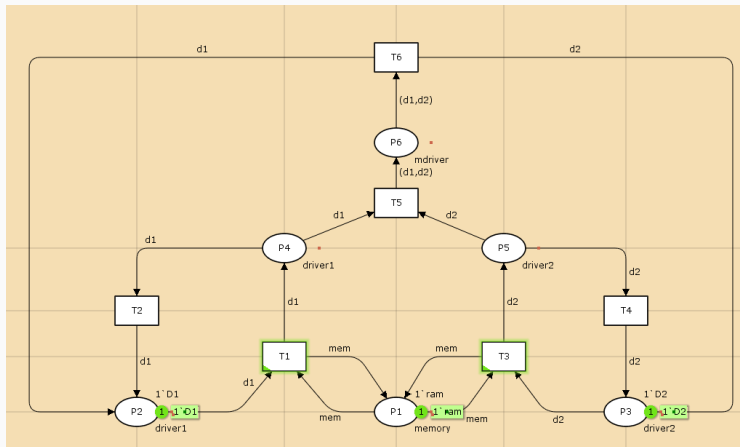 d1
T6
d2
(d1,d2)
P6
mdriver
(d1,d2)
T5
d1
d2
P4
driver1
P5
driver2
d1
d2
T2
T4
d1
d2
T1
mem
mem
T3
d1
d2
d1
mem
mem
d2
1`D1
1`ram
1`D2
P2
1
1`D1
driver1
P1
1
1`ram
memory
P3
1
1`D2
driver2